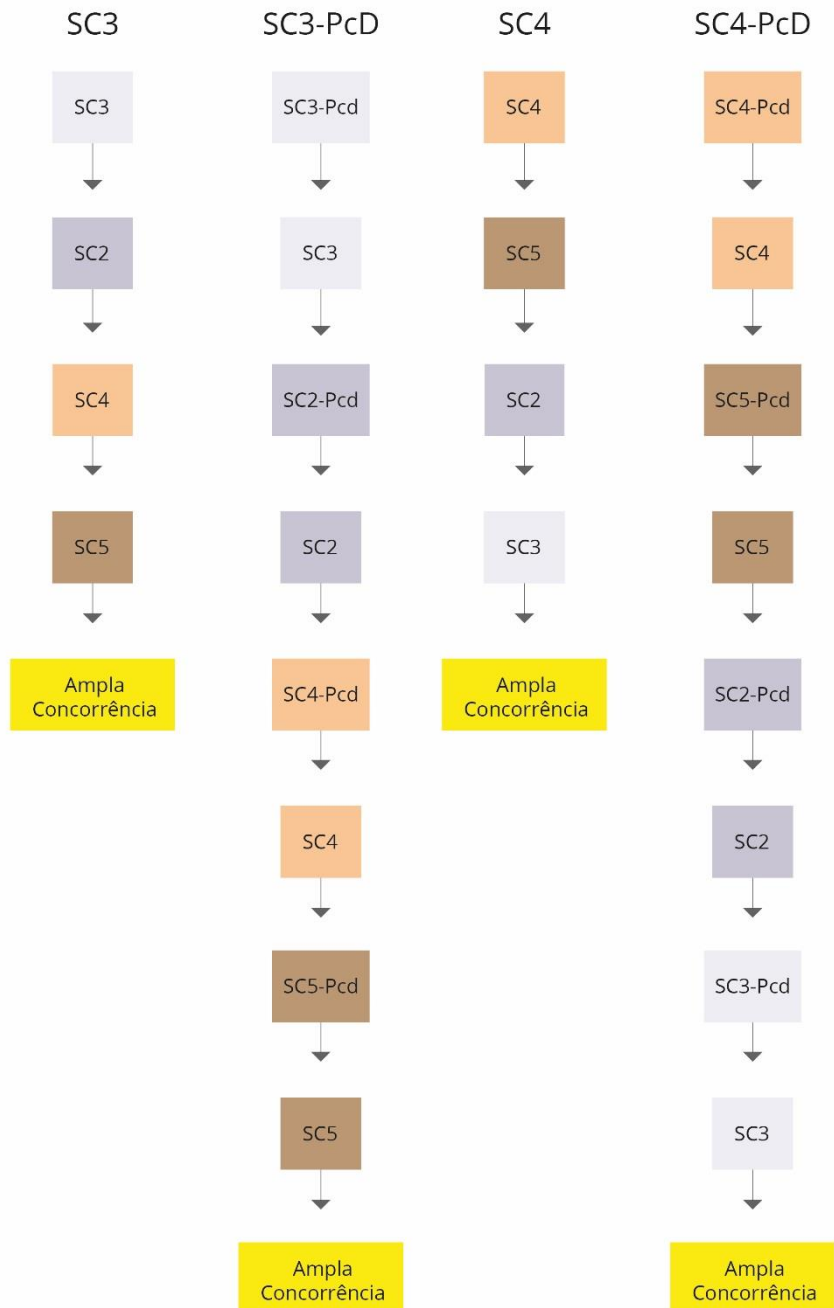 SC3
SC3
SC2
SC4
SC5
Ampla
Concorrência
SC3-PcD
SC3-Pcd
SC3
SC2-Pcd
SC2
SC4-Pcd
SC4
SC5-Pcd
SC5
Ampla
Concorrência
SC4
SC4
SC5
SC2
SC3
Ampla
Concorrência
SC4-PcD
SC4-Pcd
SC4
SC5-Pcd
SC5
SC2-Pcd
SC2
SC3-Pcd
SC3
Ampla
Concorrência